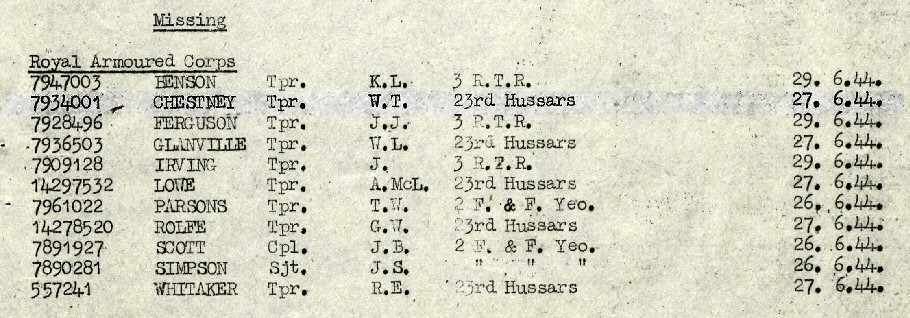 Missing
Royal Armoured Corps
7947003 BENSON Tpr. K.L. 3 R.T.R. 29. 6.44.
7934001 CHESTNEY Tpr. W.T. 23rd Hussars 27. 6.44.
7928496 FERGUSON Tpr. J.J. 3 R.T.R. 29. 6.44.
7936503 GLANVILLE Tpr. W.L. 23rd Hussars 27. 6.44.
7909128 IRVING Tpr. J. 3 R.T.R. 29. 6.44.
14297532 LOWE Tpr. A.McL. 23rd Hussars 27. 6.44.
7961022 PARSONS Tpr. T.W. 2 F. & F. Yeo. 26. 6.44.
14278520 ROLFE Tpr. G.W. 23rd Hussars 27. 6.44.
7891927 SCOTT Cpl. J.B. 2 F. & F. Yeo. 26. 6.44.
7890281 SIMPSON Sjt. J.S. " " " " 26. 6.44.
557241 WHITAKER Tpr. R.E. 23rd Hussars 27. 6.44.